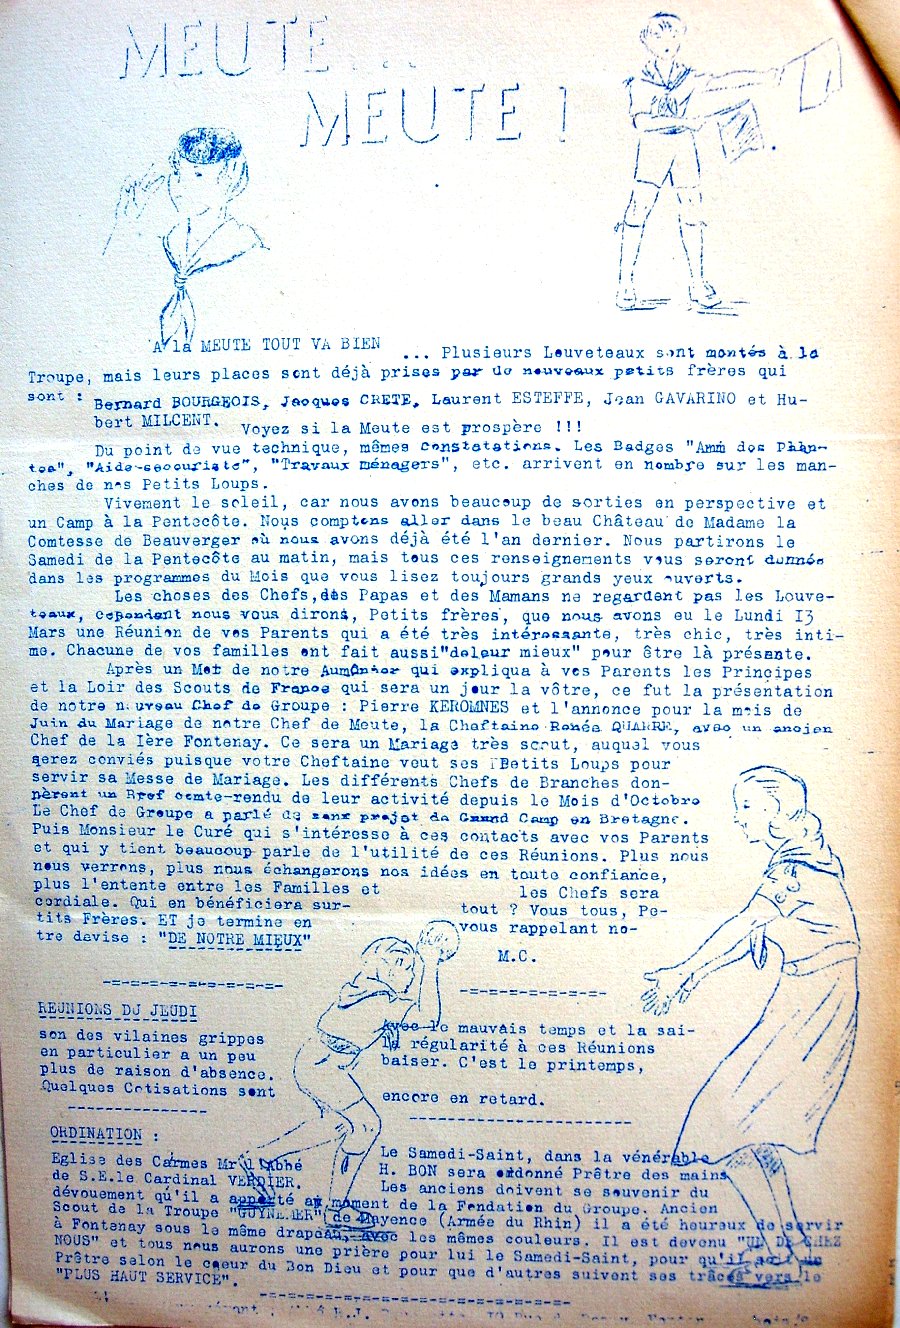 MEUTE...
MEUTE !
A la MEUTE TOUT VA BIEN ... Plusieurs Louveteaux sont montés à la
Troupe, mais leurs places sont déjà prises par de nouveaux petits frères qui
sont : Bernard BOURGEOIS, Jacques CRETE, Laurent ESTEFFE, Jean GAVARINO et Hu-
bert MILCENT. Voyez si la Meute est prospère !!!
Du point de vue technique, mêmes constatations. Les Badges "Amm des Plan-
tes", "Aide-secouriste", "Travaux ménagers", etc. arrivent en nombre sur les man-
ches de nos Petits Loups.
Vivement le soleil, car nous avons beaucoup de sorties en perspective et
un Camp à la Pentecôte. Nous comptons aller dans le beau Château de Madame la
Comtesse de Beauverger où nous avons déjà été l'an dernier. Nous partirons le
Samedi de la Pentecôte au matin, mais tous ces renseignements vous seront donnés
dans les programmes du Mois que vous lisez toujours grands yeux ouverts.
Les choses des Chefs, des Papas et des Mamans ne regardent pas les Louve-
teaux, cependant nous vous dirons, Petits frères, que nous avons eu le Lundi I3
Mars une Réunion de vos Parents qui a été très intéressante, très chic, très inti-
me. Chacune de vos familles ont fait aussi "deleur mieux" pour être là présente.
Après un Mot de notre Aumônier qui expliqua à vos Parents les Principes
et la Loir des Scouts de France qui sera un jour la vôtre, ce fut la présentation
de notre nouveau Chef de Groupe : Pierre KEROMNES et l'annonce pour la mois de
Juin du Mariage de notre Chef de Meute, la Cheftaine Renée QUARRE, avec un ancien
Chef de la Ière Fontenay. Ce sera un Mariage très scout, auquel vous
serez conviés puisque votre Cheftaine veut ses Petits Loups pour
servir sa Messe de Mariage. Les différents Chefs de Branches don-
nèrent un Bref comte-rendu de leur activité depuis le Mois d'Octobre
Le Chef de Groupe a parlé de sans projet de Grand Camp en Bretagne.
Puis Monsieur le Curé qui s'intéresse à ces contacts avec vos Parents
et qui y tient beaucoup parle de l'utilité de ces Réunions. Plus nous
nous verrons, plus nous échangerons nos idées en toute confiance,
plus l'entente entre les Familles et les Chefs sera
cordiale. Qui en bénéficiera sur- tout ? Vous tous, Pe-
tits Frères. ET je termine en vous rappelant no-
tre devise : "DE NOTRE MIEUX"
M.C.
REUNIONS DU JEUDI
Avec le mauvais temps et la sai-
son des vilaines grippes la régularité à ces Réunions
en particulier a un peu baiser. C'est le printemps,
plus de raison d'absence.
Quelques Cotisations sont encore en retard.
ORDINATION :
Le Samedi-Saint, dans la vénérable
Eglise des Carmes Mr l'Abbé H. BON sera ordonné Prêtre des mains
de S.E.le Cardinal VERDIER. Les anciens doivent se souvenir du
dévouement qu'il a apporté au moment de la Fondation du Groupe. Ancien
Scout de la Troupe "GUYNEMER" de Mayence (Armée du Rhin) il a été heureux de servir
à Fontenay sous le même drapeau, avec les mêmes couleurs. Il est devenu "UN DE CHEZ
NOUS" et tous nous aurons une prière pour lui le Samedi-Saint, pour qu'il soit un
Prêtre selon le coeur du Bon Dieu et pour que d'autres suivent ses traces vers le
"PLUS HAUT SERVICE".